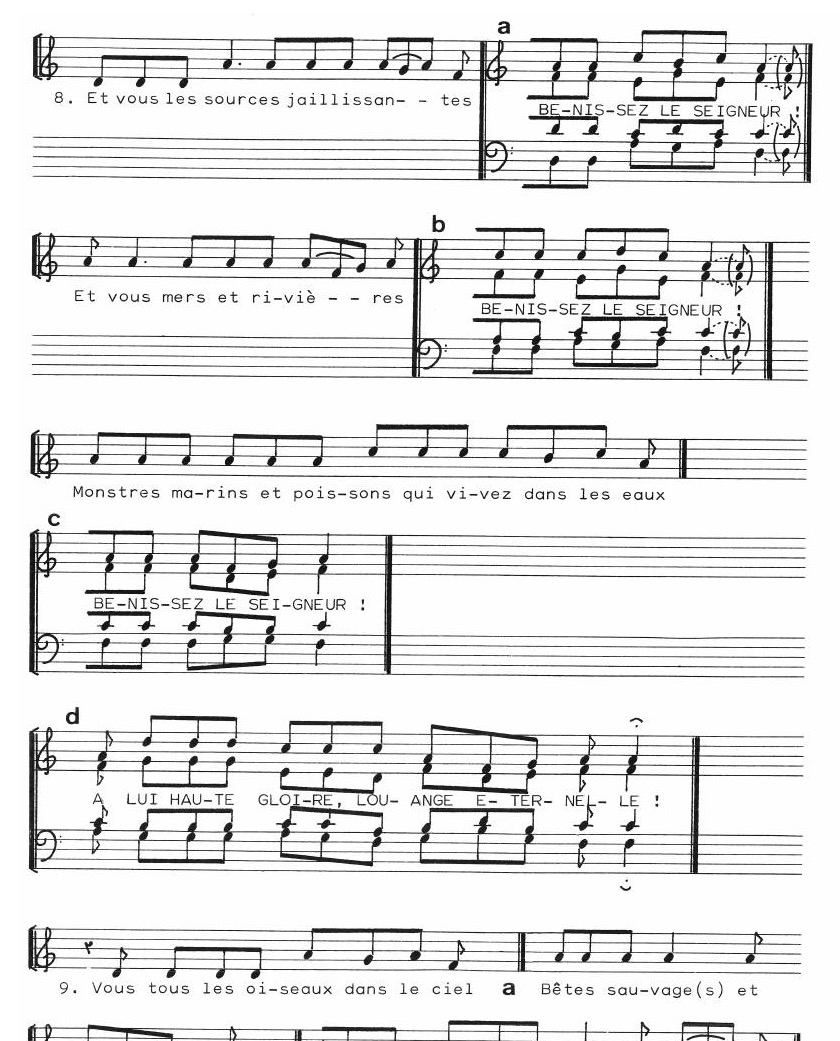 a
8. Et vous les sources jaillissan- - tes
BE-NIS-SEZ LE SEIGNEUR !
b
Et vous mers et ri-viè - - res
BE-NIS-SEZ LE SEIGNEUR !
Monstres ma-rins et pois-sons qui vi-vez dans les eaux
c
BE-NIS-SEZ LE SEI-GNEUR !
d
A LUI HAU-TE GLOI-RE, LOU- ANGE E- TER- NEL- LE !
9. Vous tous les oi-seaux dans le ciel a Bêtes sau-vage(s) et